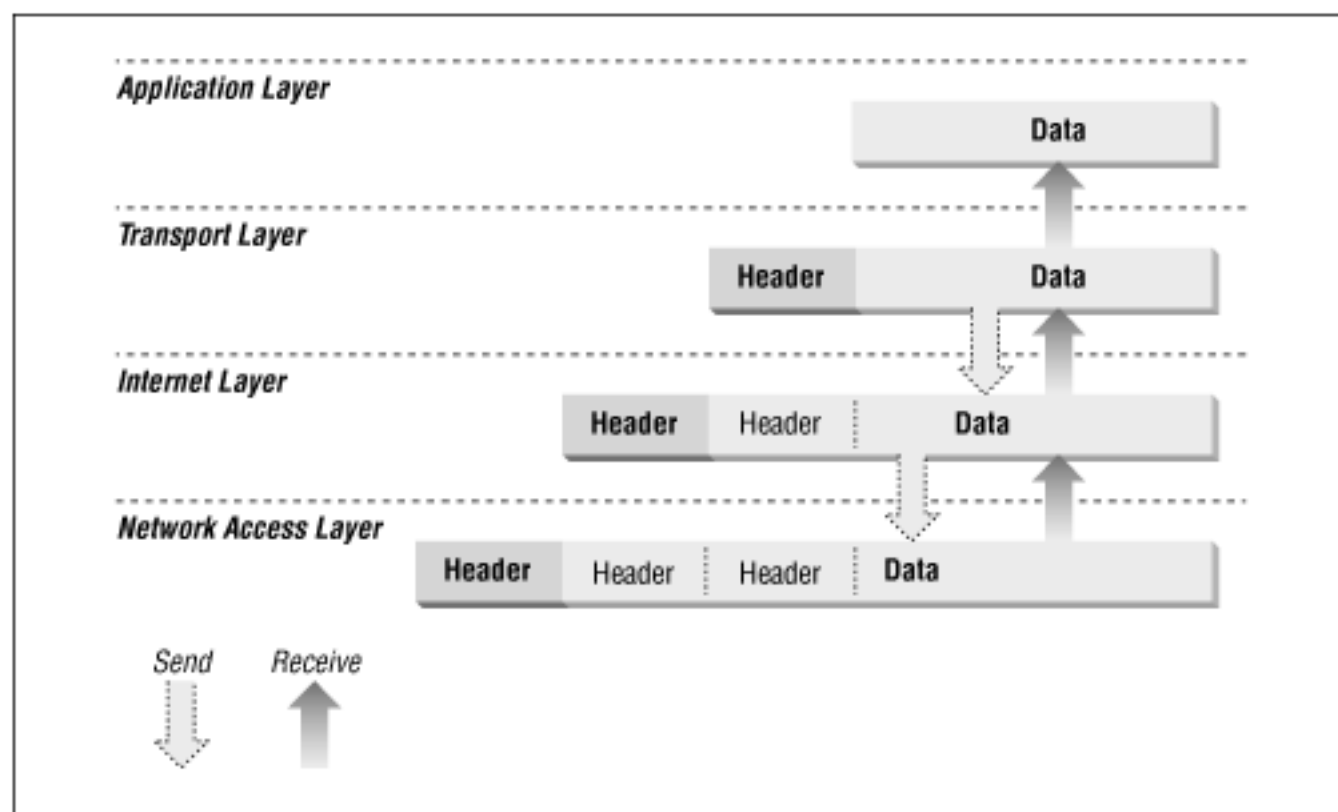 Application Layer
Data
Transport Layer
Header Data
Internet Layer
Header Header Data
Network Access Layer
Header Header Header Data
Send Receive